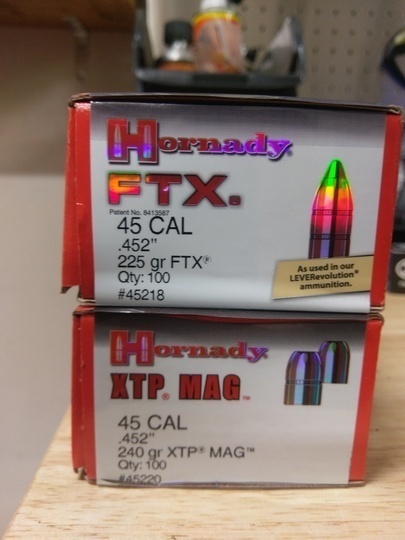 Hornady®
FTX®
Patent No. 8413587
45 CAL
.452"
225 gr FTX®
Qty: 100
#45218
As used in our
LEVERevolution®
ammunition.
Hornady®
XTP® MAG™
45 CAL
.452"
240 gr XTP® MAG™
Qty: 100
#45220